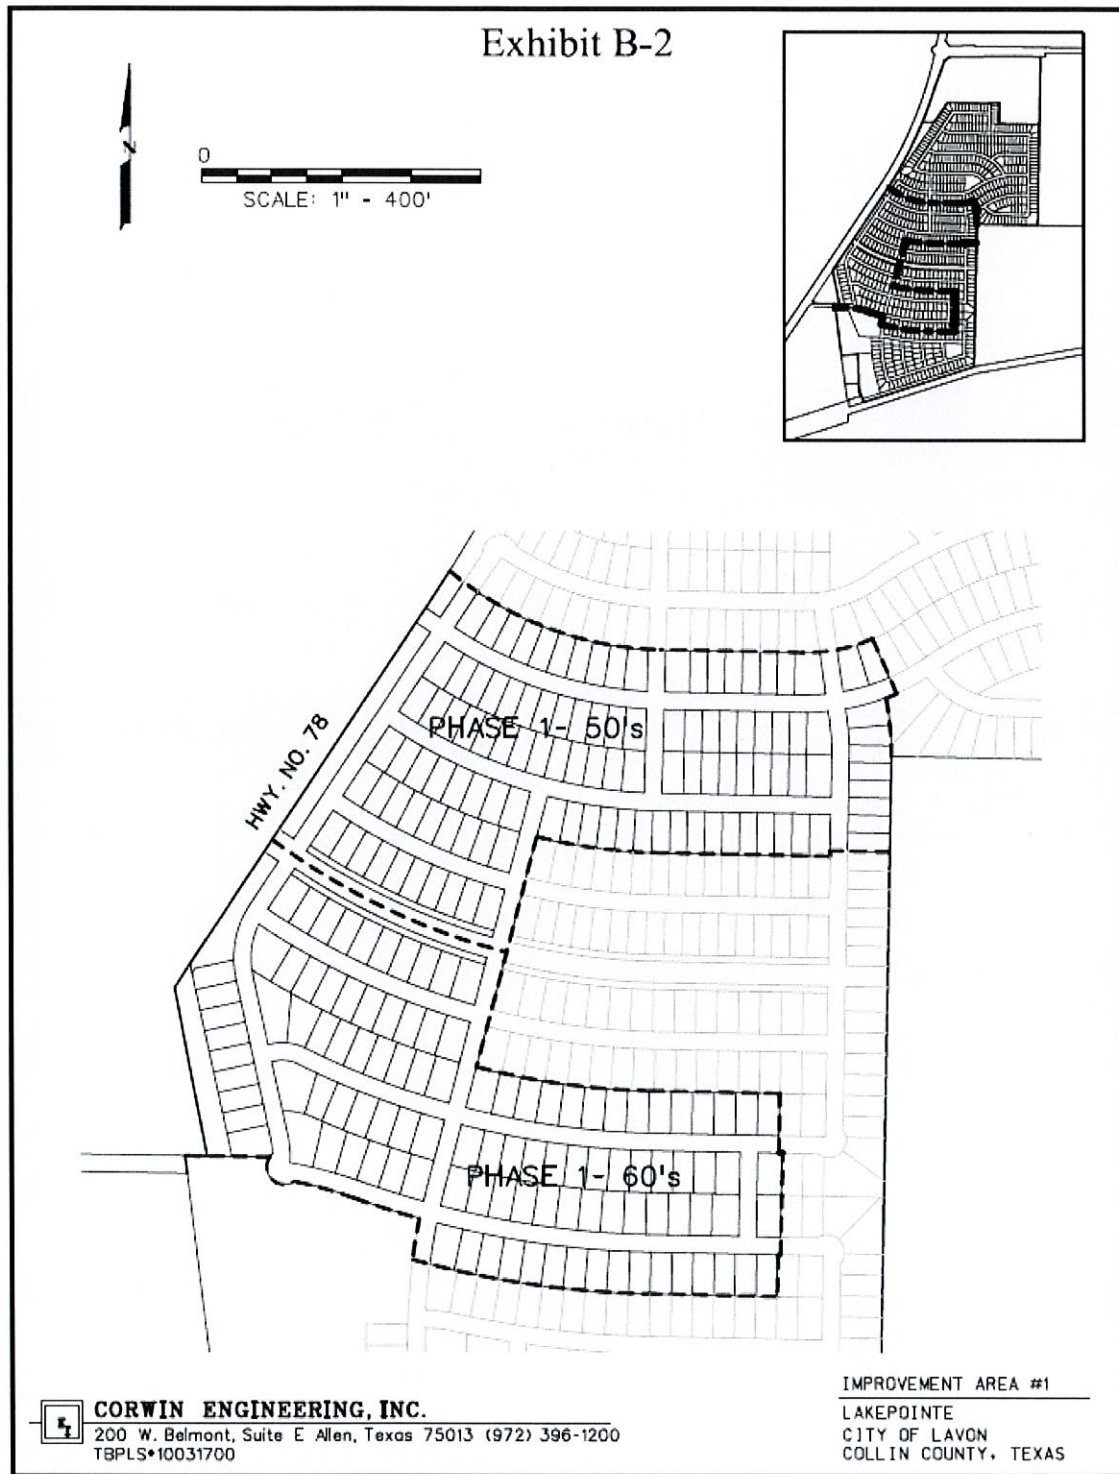 Exhibit B-2
N
0
SCALE: 1" - 400'
HWY. NO. 78
PHASE 1- 50's
PHASE 1- 60's
CORWIN ENGINEERING, INC.
200 W. Belmont, Suite E Allen, Texas 75013 (972) 396-1200
TBPLS•10031700
IMPROVEMENT AREA #1
LAKEPOINTE
CITY OF LAVON
COLLIN COUNTY, TEXAS